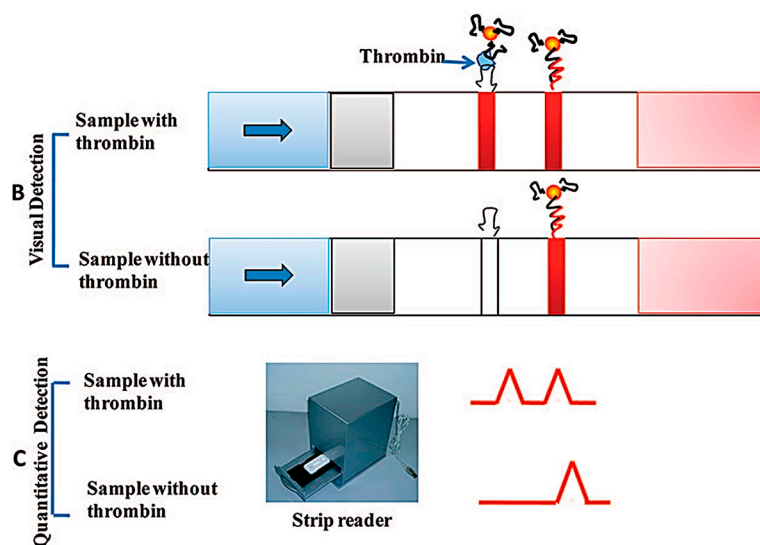 Thrombin
Sample with
thrombin
B
Visual Detection
Sample without
thrombin
C
Quantitative Detection
Sample with
thrombin
Sample without
thrombin
Strip reader